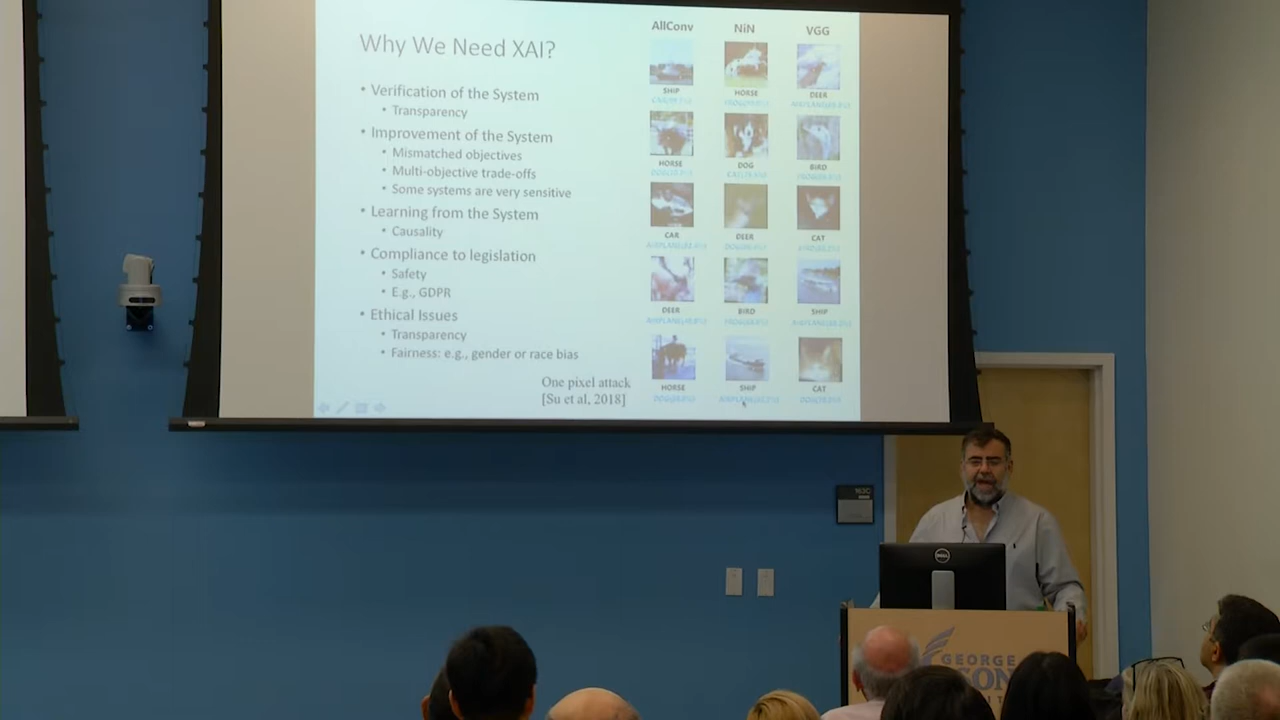 Why We Need XAI?
• Verification of the System
• Transparency
• Improvement of the System
• Mismatched objectives
• Multi-objective trade-offs
• Some systems are very sensitive
• Learning from the System
• Causality
• Compliance to legislation
• Safety
• E.g., GDPR
• Ethical Issues
• Transparency
• Fairness: e.g., gender or race bias
One pixel attack
[Su et al, 2018]
AllConv NiN VGG
SHIP HORSE DEER
HORSE DOG BIRD
CAR DEER CAT
DEER BIRD SHIP
HORSE SHIP CAT
DELL
GEORGE